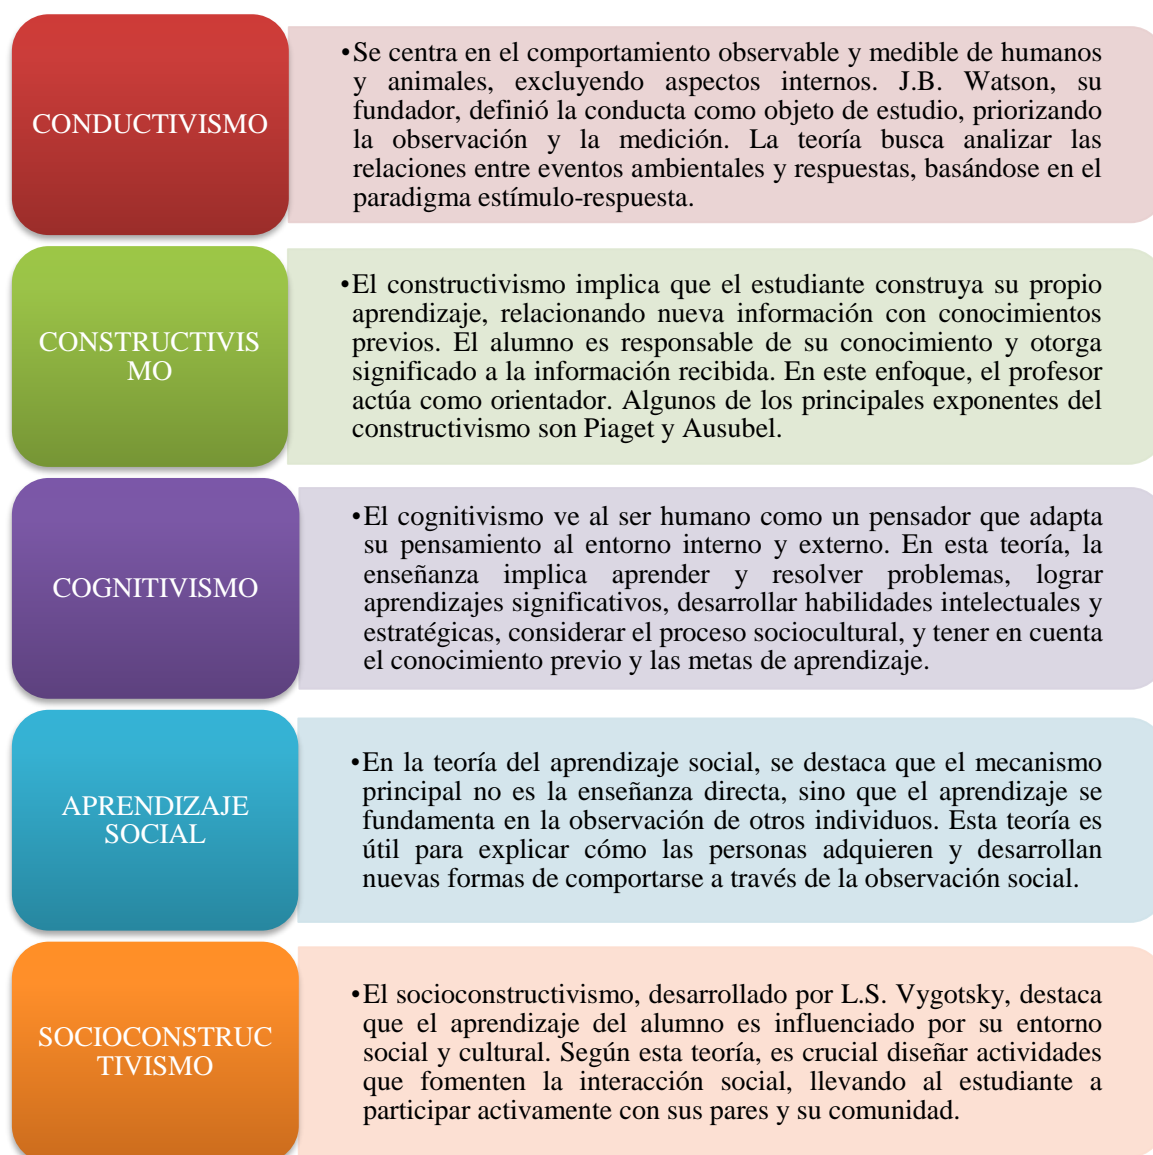 CONDUCTIVISMO
•Se centra en el comportamiento observable y medible de humanos
y animales, excluyendo aspectos internos. J.B. Watson, su
fundador, definió la conducta como objeto de estudio, priorizando
la observación y la medición. La teoría busca analizar las
relaciones entre eventos ambientales y respuestas, basándose en el
paradigma estímulo-respuesta.
CONSTRUCTIVIS
MO
•El constructivismo implica que el estudiante construya su propio
aprendizaje, relacionando nueva información con conocimientos
previos. El alumno es responsable de su conocimiento y otorga
significado a la información recibida. En este enfoque, el profesor
actúa como orientador. Algunos de los principales exponentes del
constructivismo son Piaget y Ausubel.
COGNITIVISMO
•El cognitivismo ve al ser humano como un pensador que adapta
su pensamiento al entorno interno y externo. En esta teoría, la
enseñanza implica aprender y resolver problemas, lograr
aprendizajes significativos, desarrollar habilidades intelectuales y
estratégicas, considerar el proceso sociocultural, y tener en cuenta
el conocimiento previo y las metas de aprendizaje.
APRENDIZAJE
SOCIAL
•En la teoría del aprendizaje social, se destaca que el mecanismo
principal no es la enseñanza directa, sino que el aprendizaje se
fundamenta en la observación de otros individuos. Esta teoría es
útil para explicar cómo las personas adquieren y desarrollan
nuevas formas de comportarse a través de la observación social.
SOCIOCONSTRUC
TIVISMO
•El socioconstructivismo, desarrollado por L.S. Vygotsky, destaca
que el aprendizaje del alumno es influenciado por su entorno
social y cultural. Según esta teoría, es crucial diseñar actividades
que fomenten la interacción social, llevando al estudiante a
participar activamente con sus pares y su comunidad.